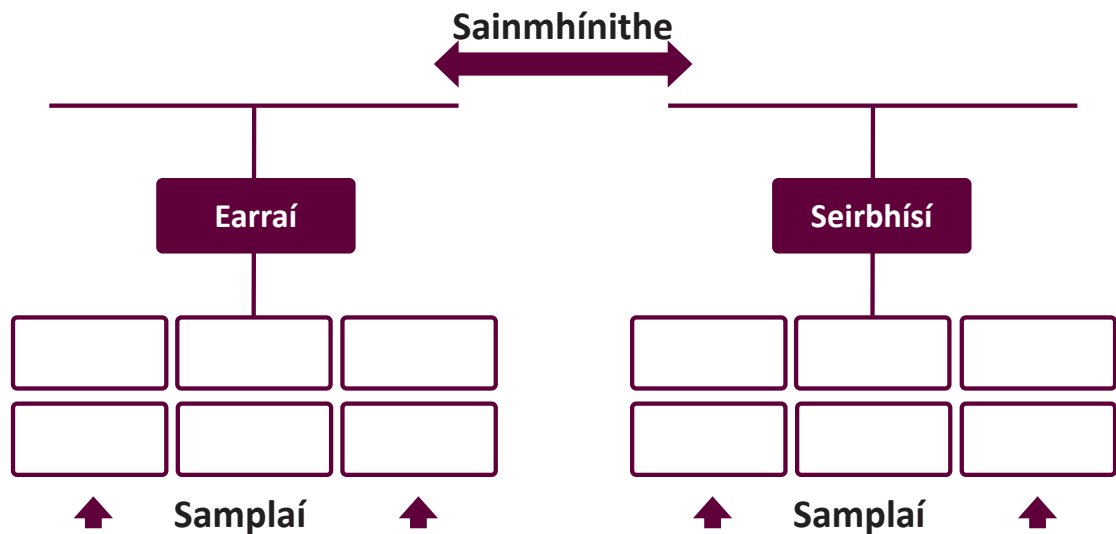 Sainmhínithe
Earraí
Seirbhísí
Samplaí
Samplaí